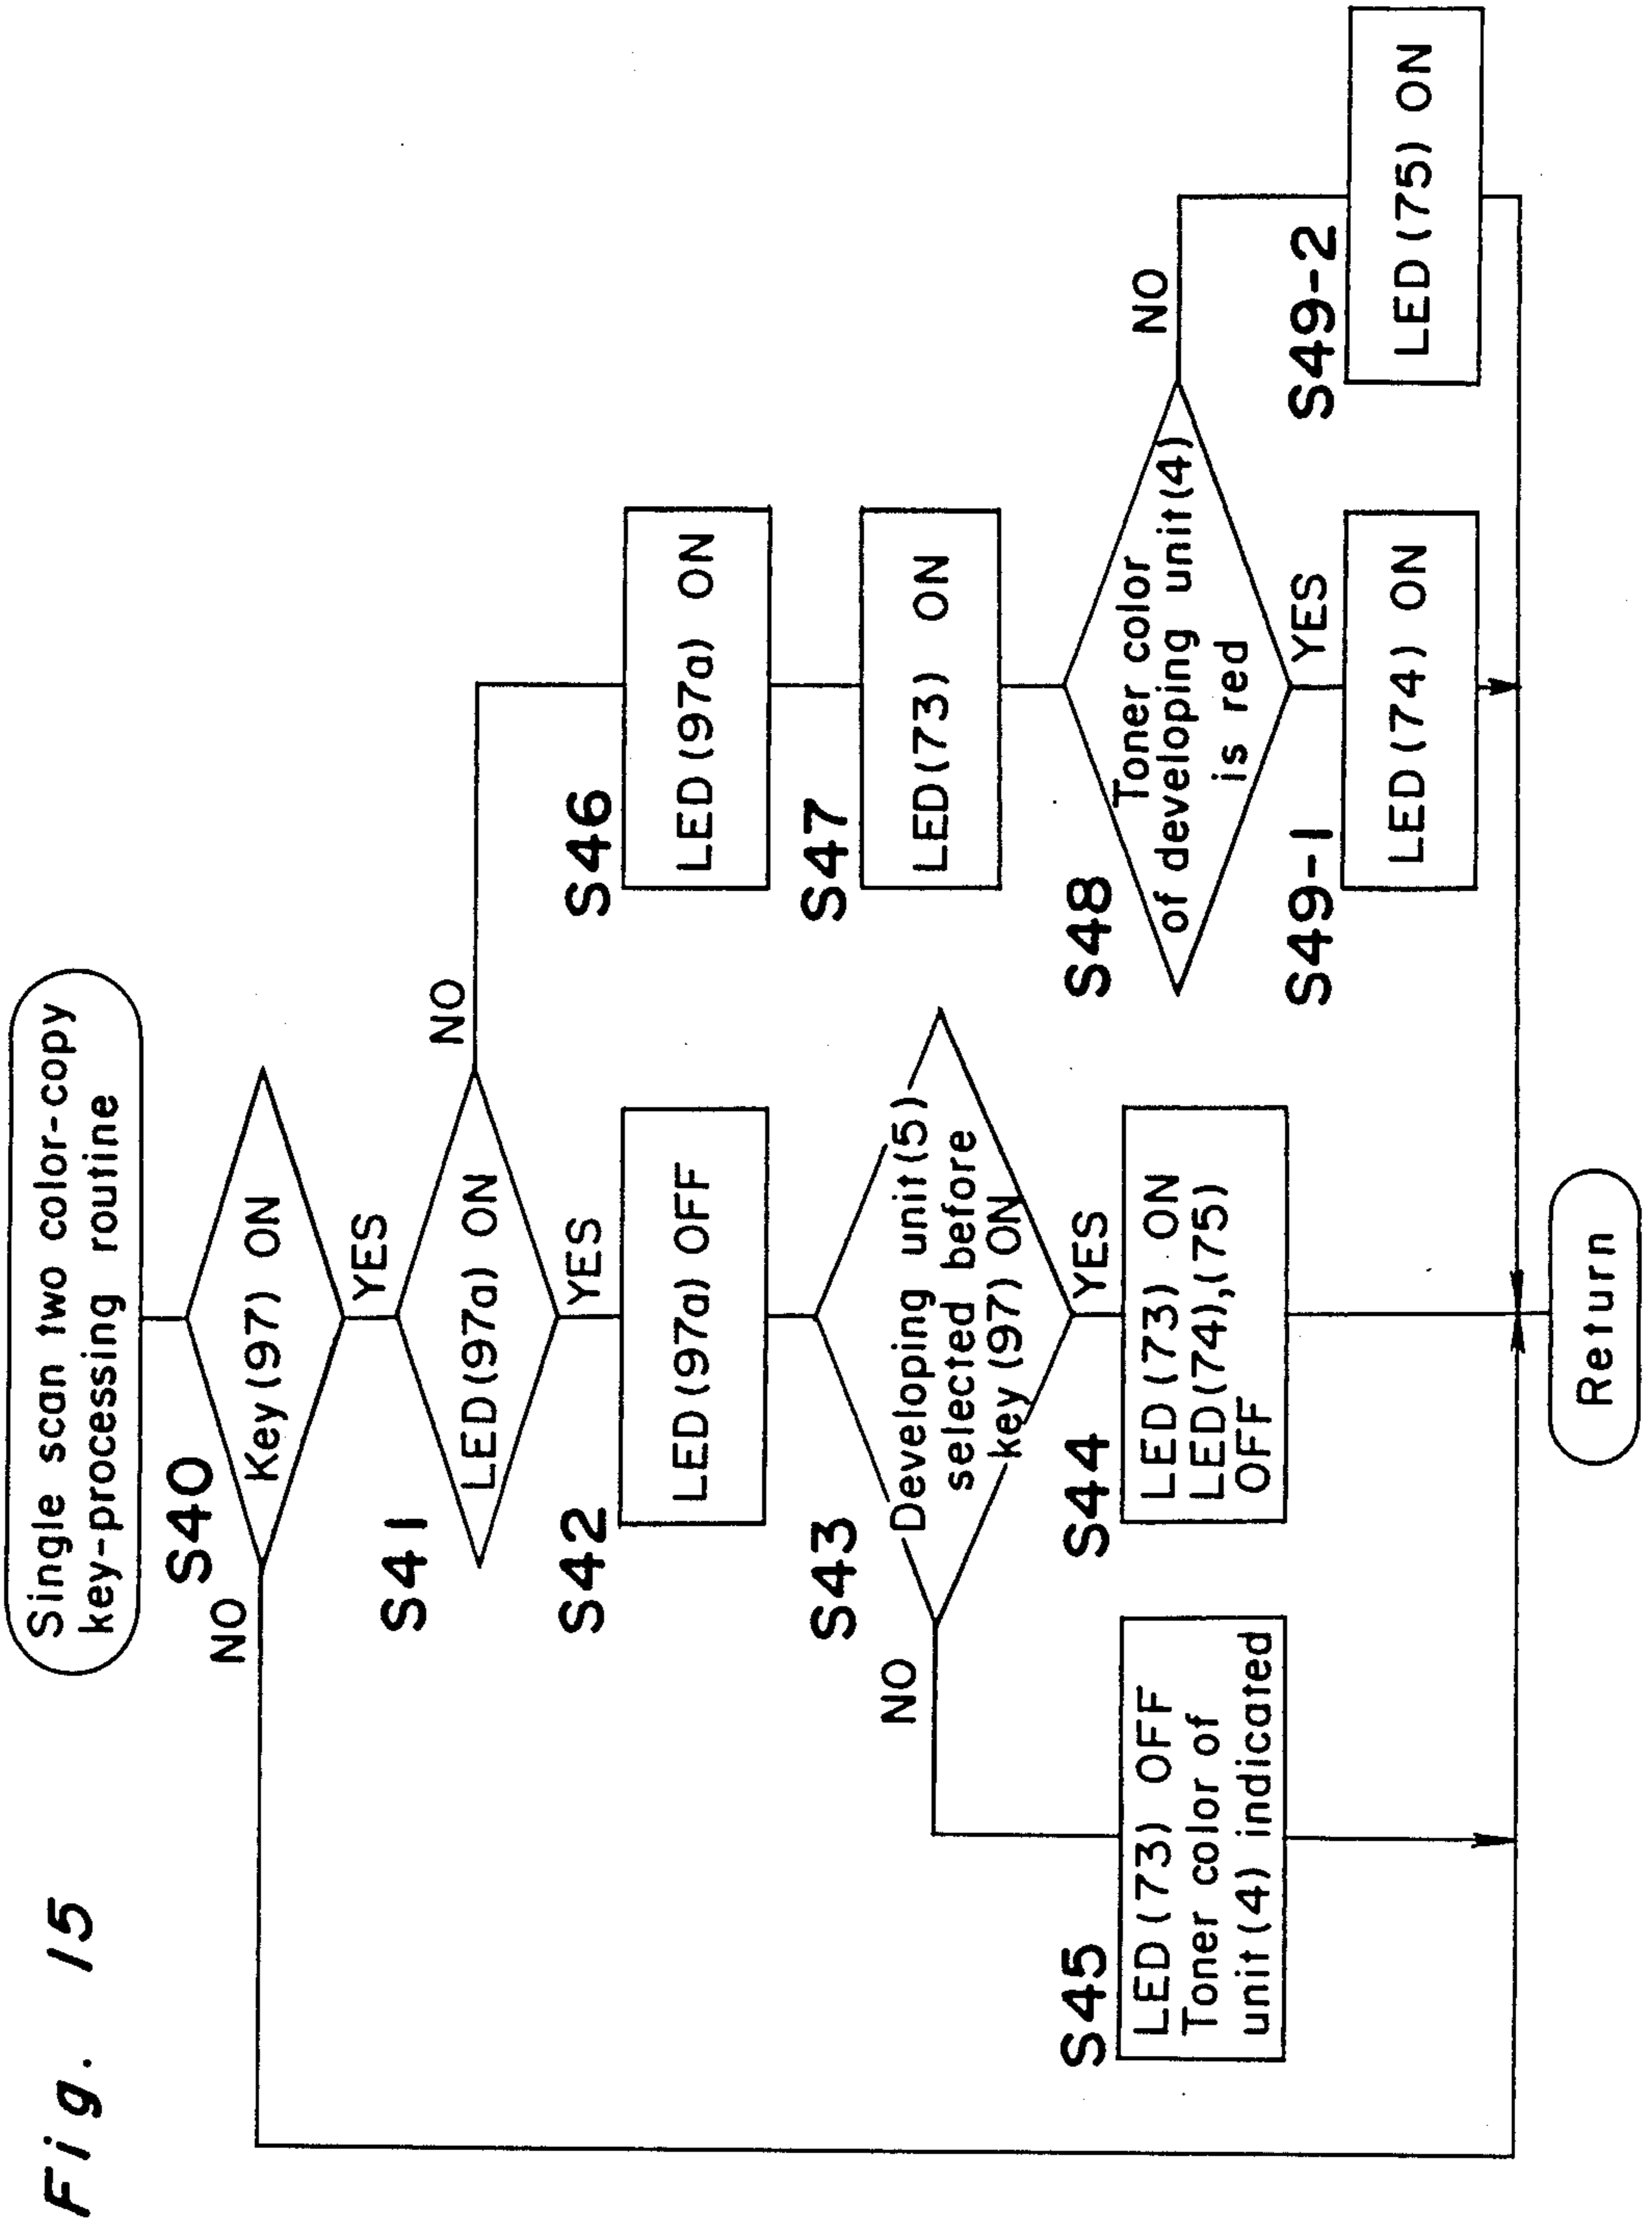 Fig. 15
Single scan two color-copy
key-processing routine
S40
Key(97) ON
NO
YES
S41
LED(97a) ON
NO
YES
S42
LED(97a) OFF
S43
Developing unit(5)
selected before
key(97) ON
NO
YES
S44
LED(73) ON
LED(74),(75)
OFF
S45
LED(73) OFF
Toner color of
unit(4) indicated
S46
LED(97a) ON
S47
LED(73) ON
S48
Toner color
of developing unit(4)
is red
NO
YES
S49-1
LED(74) ON
S49-2
LED(75) ON
Return